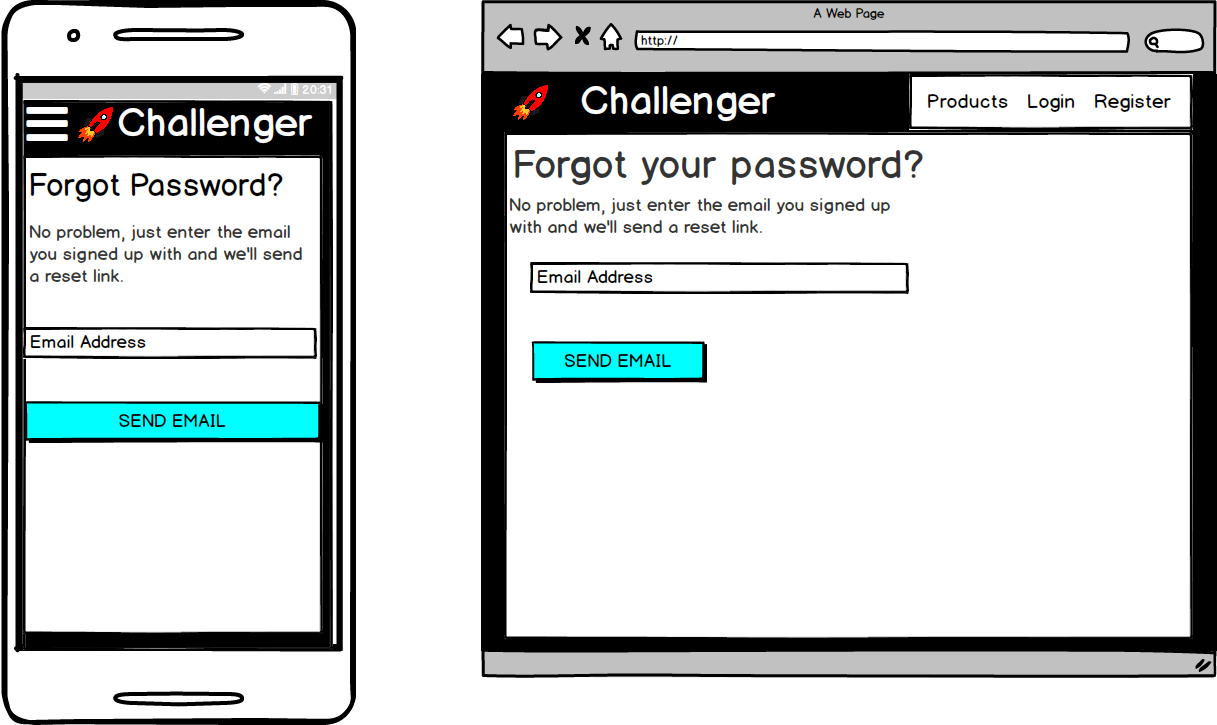 20:31
Challenger
Forgot Password?
No problem, just enter the email
you signed up with and we'll send
a reset link.
Email Address
SEND EMAIL
A Web Page
http://
Challenger
Products Login Register
Forgot your password?
No problem, just enter the email you signed up
with and we'll send a reset link.
Email Address
SEND EMAIL